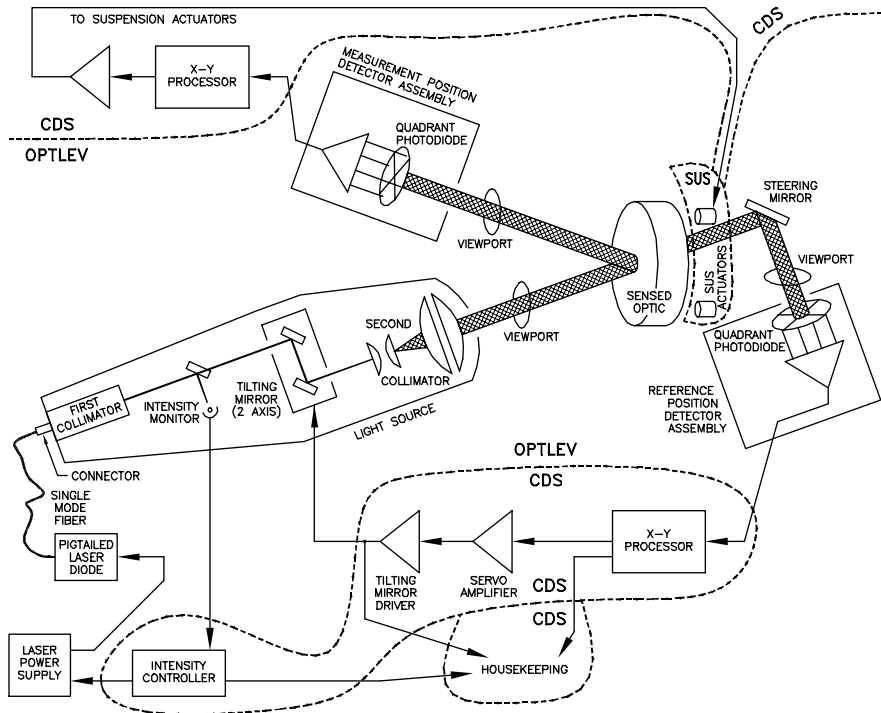 TO SUSPENSION ACTUATORS
X-Y
PROCESSOR
CDS
OPTLEV
MEASUREMENT POSITION
DETECTOR ASSEMBLY
QUADRANT
PHOTODIODE
VIEWPORT
CDS
SUS
STEERING
MIRROR
VIEWPORT
SUS
ACTUATORS
SENSED
OPTIC
QUADRANT
PHOTODIODE
REFERENCE
POSITION
DETECTOR
ASSEMBLY
VIEWPORT
SECOND
COLLIMATOR
TILTING
MIRROR
(2 AXIS)
INTENSITY
MONITOR
LIGHT SOURCE
FIRST
COLLIMATOR
CONNECTOR
SINGLE
MODE
FIBER
PIGTAILED
LASER
DIODE
OPTLEV
CDS
X-Y
PROCESSOR
TILTING
MIRROR
DRIVER
SERVO
AMPLIFIER
CDS
CDS
HOUSEKEEPING
LASER
POWER
SUPPLY
INTENSITY
CONTROLLER